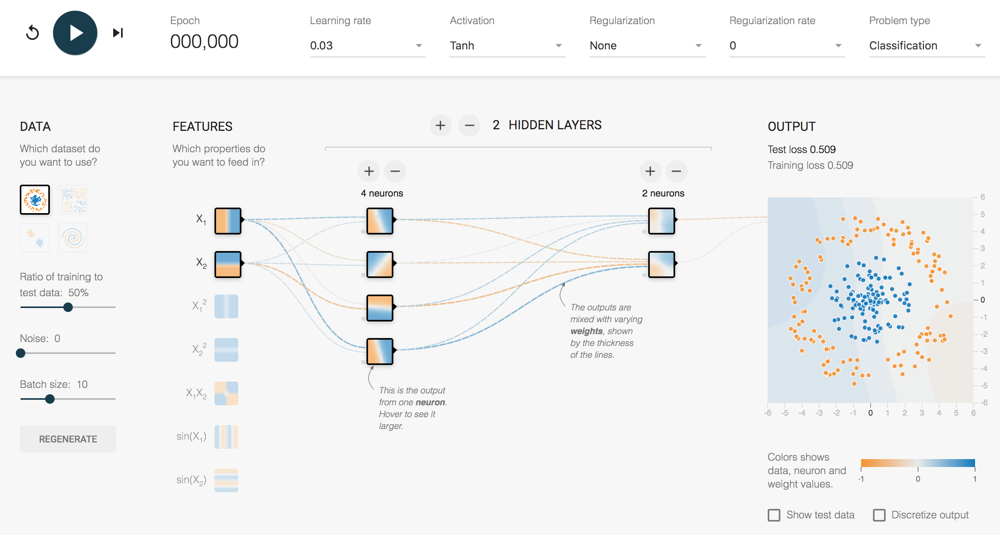 Epoch
000,000
Learning rate
0.03
Activation
Tanh
Regularization
None
Regularization rate
0
Problem type
Classification
DATA
Which dataset do
you want to use?
Ratio of training to
test data: 50%
Noise: 0
Batch size: 10
REGENERATE
FEATURES
Which properties do
you want to feed in?
X1
X2
X1²
X2²
X1X2
sin(X1)
sin(X2)
+ − 2 HIDDEN LAYERS
+ −
4 neurons
+ −
2 neurons
This is the output
from one neuron.
Hover to see it
larger.
The outputs are
mixed with varying
weights, shown
by the thickness
of the lines.
OUTPUT
Test loss 0.509
Training loss 0.509
6
5
4
3
2
1
0
-1
-2
-3
-4
-5
-6
-6 -5 -4 -3 -2 -1 0 1 2 3 4 5 6
Colors shows
data, neuron and
weight values.
-1 0 1
Show test data
Discretize output